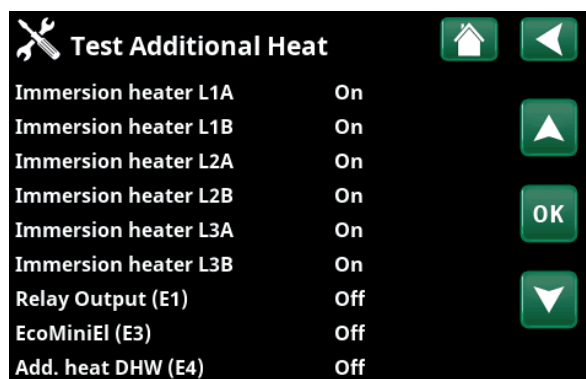 Test Additional Heat
Immersion heater L1A On
Immersion heater L1B On
Immersion heater L2A On
Immersion heater L2B On
OK
Immersion heater L3A On
Immersion heater L3B On
Relay Output (E1) Off
EcoMiniEl (E3) Off
Add. heat DHW (E4) Off